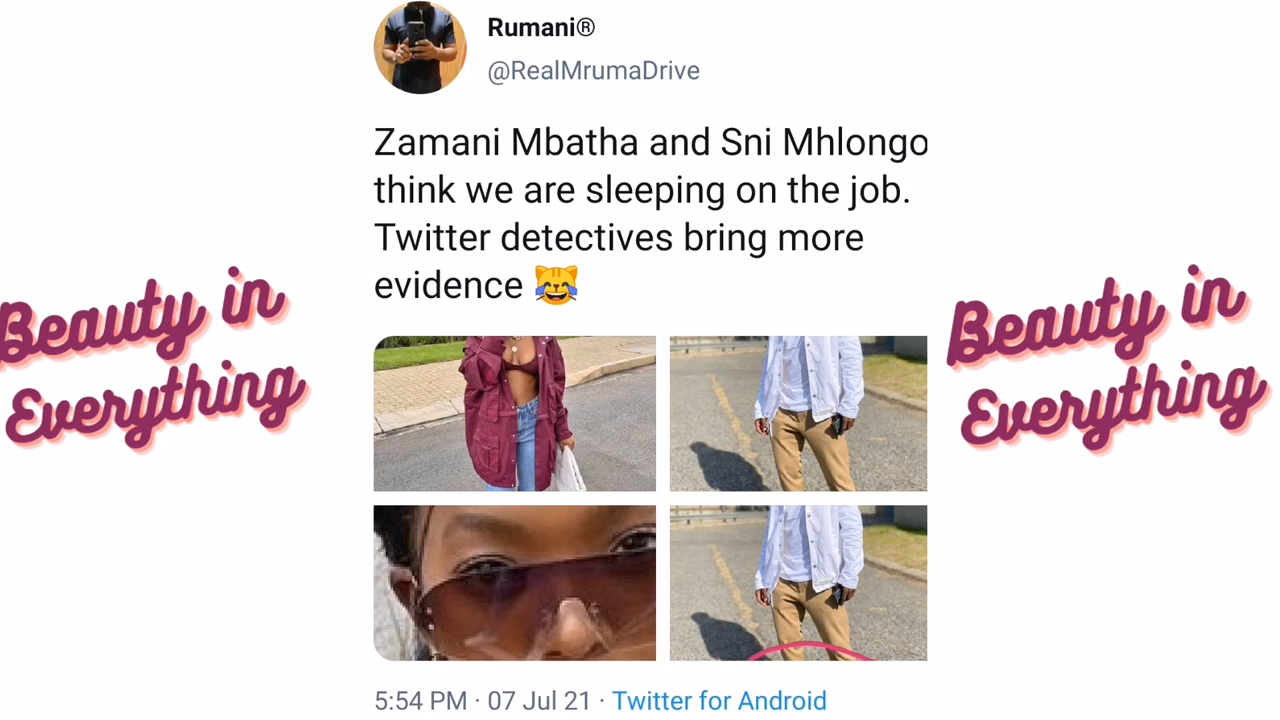 Rumani®
@RealMrumaDrive
Zamani Mbatha and Sni Mhlongo
think we are sleeping on the job.
Twitter detectives bring more
evidence 😹
Beauty in
Everything
Beauty in
Everything
5:54 PM · 07 Jul 21 · Twitter for Android